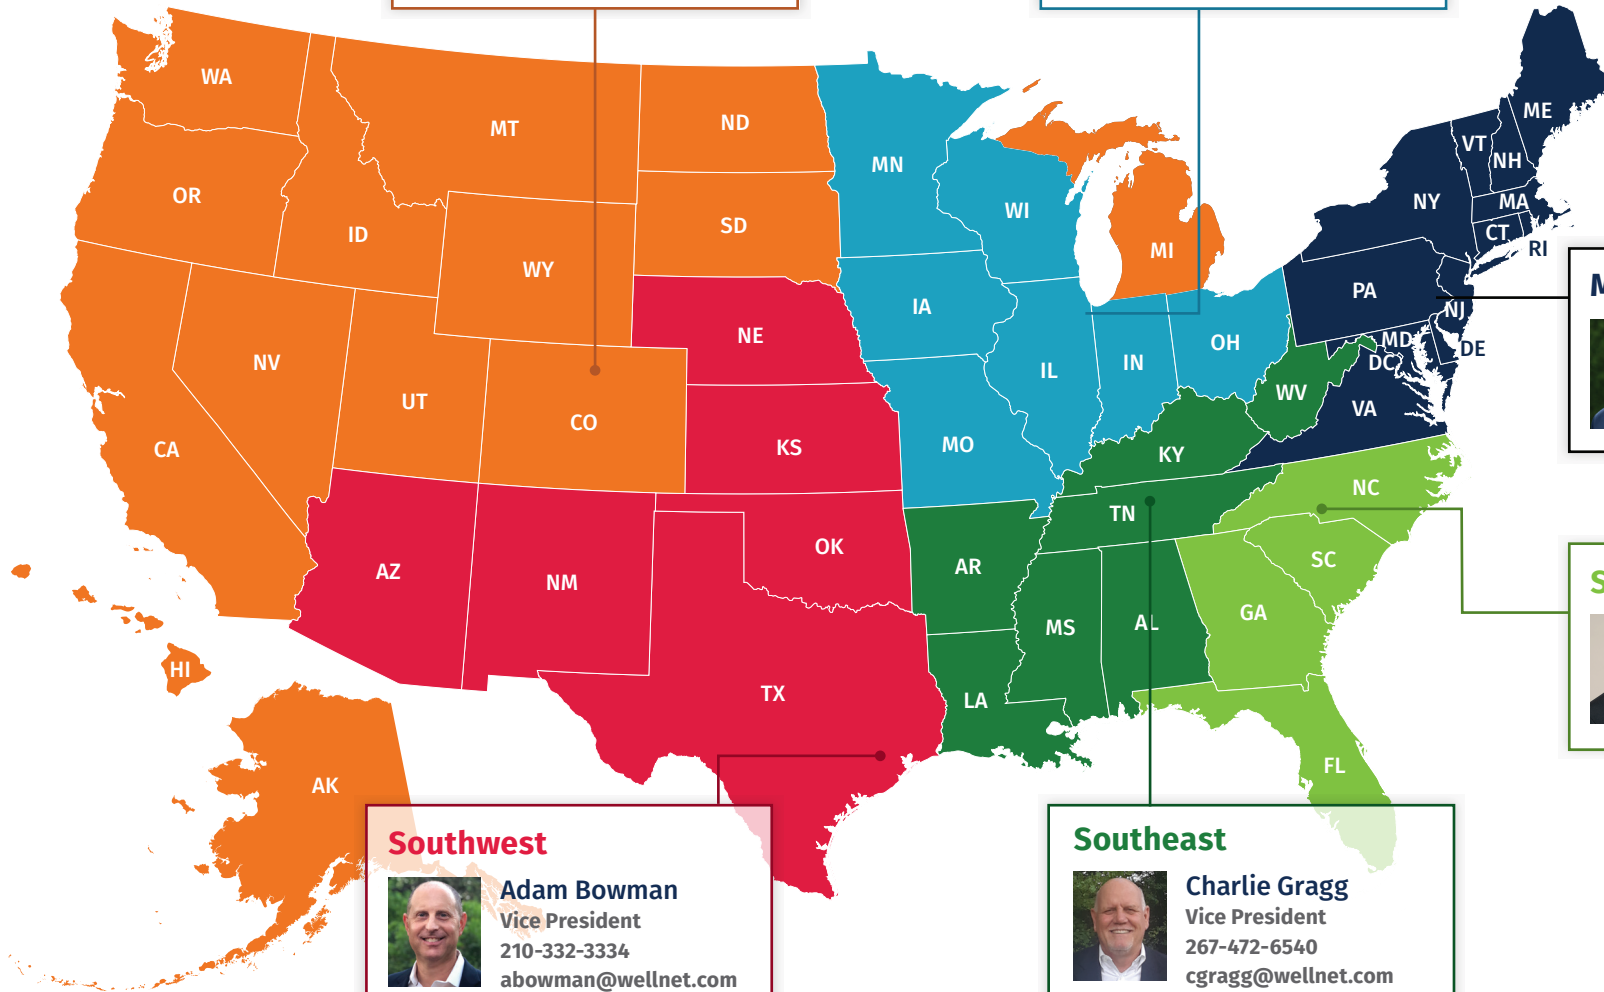 WA
MT
ND
MN
ME
VT
NH
OR
ID
SD
WI
MI
NY
MA
CT
RI
WY
IA
PA
NJ
M
NV
NE
IL
IN
OH
MD
DE
DC
UT
CO
WV
VA
CA
KS
MO
KY
NC
AZ
NM
OK
AR
TN
SC
S
HI
TX
MS
AL
GA
LA
AK
FL
Southwest
Adam Bowman
Vice President
210-332-3334
abowman@wellnet.com
Southeast
Charlie Gragg
Vice President
267-472-6540
cgragg@wellnet.com